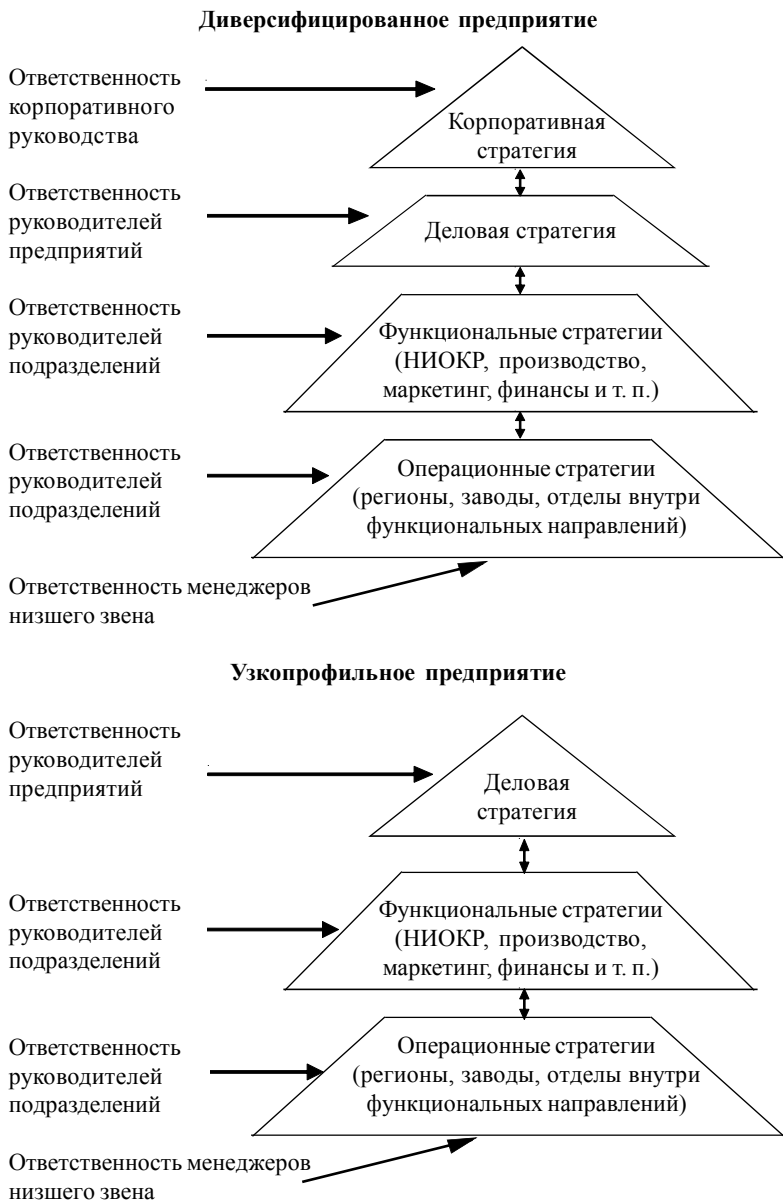 Диверсифицированное предприятие
Ответственность
корпоративного
руководства
Корпоративная
стратегия
Ответственность
руководителей
предприятий
Деловая стратегия
Ответственность
руководителей
подразделений
Функциональные стратегии
(НИОКР, производство,
маркетинг, финансы и т. п.)
Ответственность
руководителей
подразделений
Операционные стратегии
(регионы, заводы, отделы внутри
функциональных направлений)
Ответственность менеджеров
низшего звена
Узкопрофильное предприятие
Ответственность
руководителей
предприятий
Деловая
стратегия
Ответственность
руководителей
подразделений
Функциональные стратегии
(НИОКР, производство,
маркетинг, финансы и т. п.)
Ответственность
руководителей
подразделений
Операционные стратегии
(регионы, заводы, отделы внутри
функциональных направлений)
Ответственность менеджеров
низшего звена